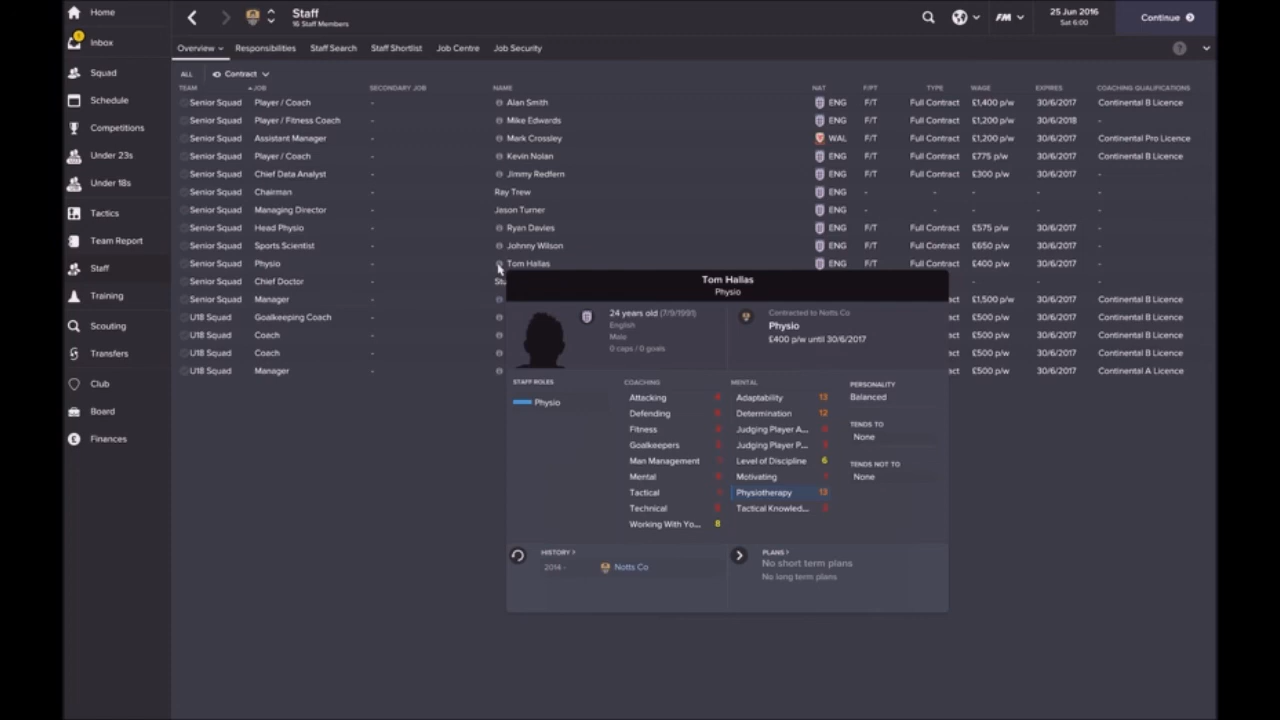 Home
Inbox
Squad
Schedule
Competitions
Under 23s
Under 18s
Tactics
Team Report
Staff
Training
Scouting
Transfers
Club
Board
Finances
Staff
16 Staff Members
FM
25 Jun 2016
Sat 6:00
Continue
Overview Responsibilities Staff Search Staff Shortlist Job Centre Job Security
ALL Contract
TEAM JOB SECONDARY JOB NAME NAT F/PT TYPE WAGE EXPIRES COACHING QUALIFICATIONS
Senior Squad Player / Coach - Alan Smith ENG F/T Full Contract £1,400 p/w 30/6/2017 Continental B Licence
Senior Squad Player / Fitness Coach - Mike Edwards ENG F/T Full Contract £1,200 p/w 30/6/2018 -
Senior Squad Assistant Manager - Mark Crossley WAL F/T Full Contract £1,200 p/w 30/6/2017 Continental Pro Licence
Senior Squad Player / Coach - Kevin Nolan ENG F/T Full Contract £775 p/w 30/6/2017 Continental B Licence
Senior Squad Chief Data Analyst - Jimmy Redfern ENG F/T Full Contract £300 p/w 30/6/2017 -
Senior Squad Chairman - Ray Trew ENG - - - - -
Senior Squad Managing Director - Jason Turner ENG - - - - -
Senior Squad Head Physio - Ryan Davies ENG F/T Full Contract £575 p/w 30/6/2017 -
Senior Squad Sports Scientist - Johnny Wilson ENG F/T Full Contract £650 p/w 30/6/2017 -
Senior Squad Physio - Tom Hallas ENG F/T Full Contract £400 p/w 30/6/2017 -
Senior Squad Chief Doctor - Stu - - -
Senior Squad Manager - act £1,500 p/w 30/6/2017 Continental B Licence
U18 Squad Goalkeeping Coach - act £500 p/w 30/6/2017 Continental B Licence
U18 Squad Coach - act £500 p/w 30/6/2017 Continental B Licence
U18 Squad Coach - act £500 p/w 30/6/2017 Continental B Licence
U18 Squad Manager - act £500 p/w 30/6/2017 Continental A Licence
Tom Hallas
Physio
24 years old (7/9/1991)
English
Male
0 caps / 0 goals
Contracted to Notts Co
Physio
£400 p/w until 30/6/2017
STAFF ROLES
Physio
COACHING
Attacking
Defending
Fitness
Goalkeepers
Man Management
Mental
Tactical
Technical
Working With Yo... 8
MENTAL
Adaptability 13
Determination 12
Judging Player A...
Judging Player P...
Level of Discipline 6
Motivating
Physiotherapy 13
Tactical Knowled...
PERSONALITY
Balanced
TENDS TO
None
TENDS NOT TO
None
HISTORY >
2014 - Notts Co
PLANS >
No short term plans
No long term plans